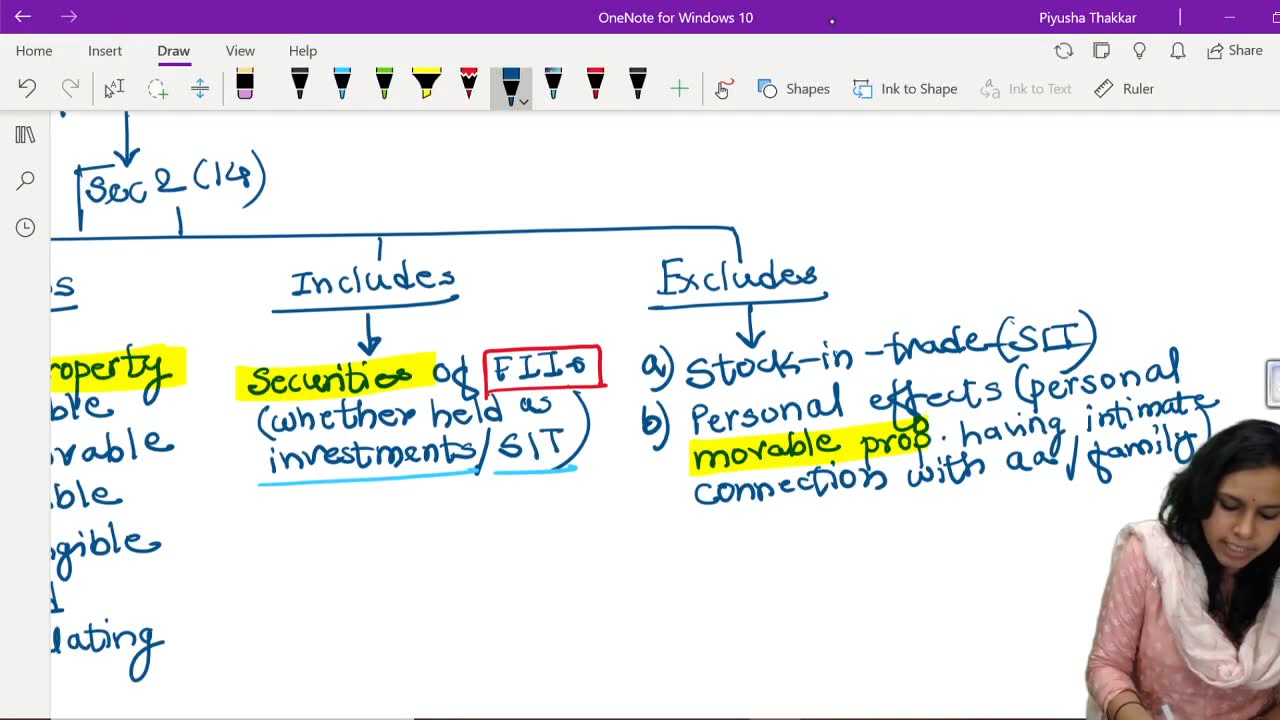 OneNote for Windows 10
Piyusha Thakkar
Home Insert Draw View Help
Share
Shapes
Ink to Shape
Ink to Text
Ruler
Sec 2 (14)
Includes
Excludes
Securities of FIIs
(whether held as
investments/SIT)
a) Stock-in-trade (SIT)
b) Personal effects (personal
movable prop. having intimate
connection with aa/family)
operty
ble
vable
ble
gible
lating